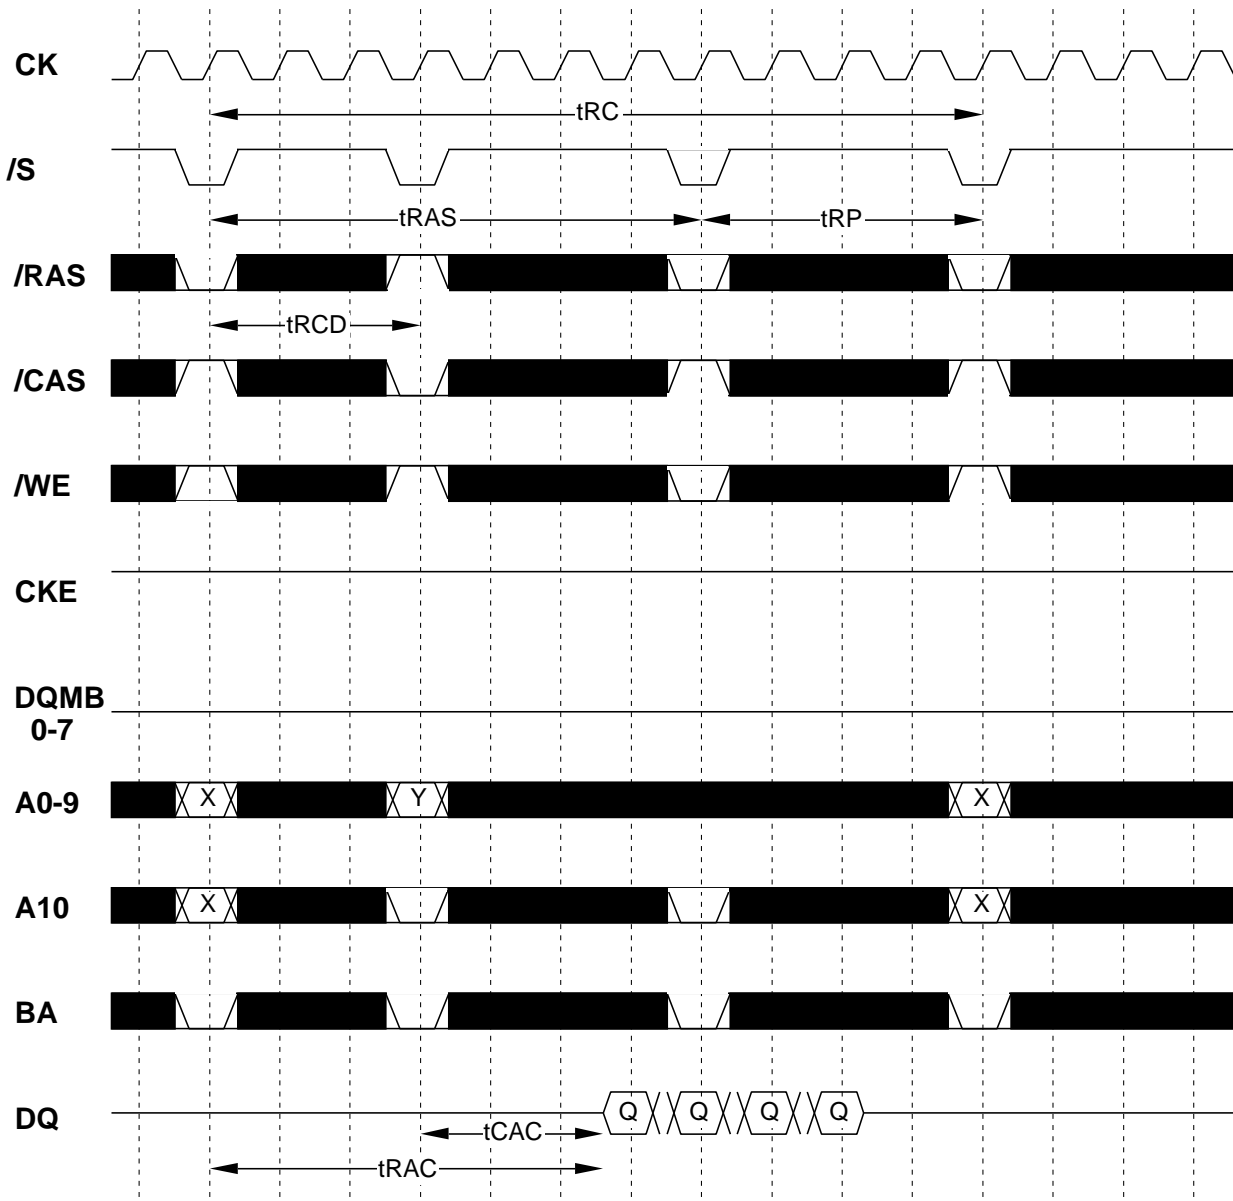 CK
tRC
/S
tRAS
tRP
/RAS
tRCD
/CAS
/WE
CKE
DQMB
0-7
A0-9 X Y X
A10 X X
BA
DQ Q Q Q Q
tCAC
tRAC